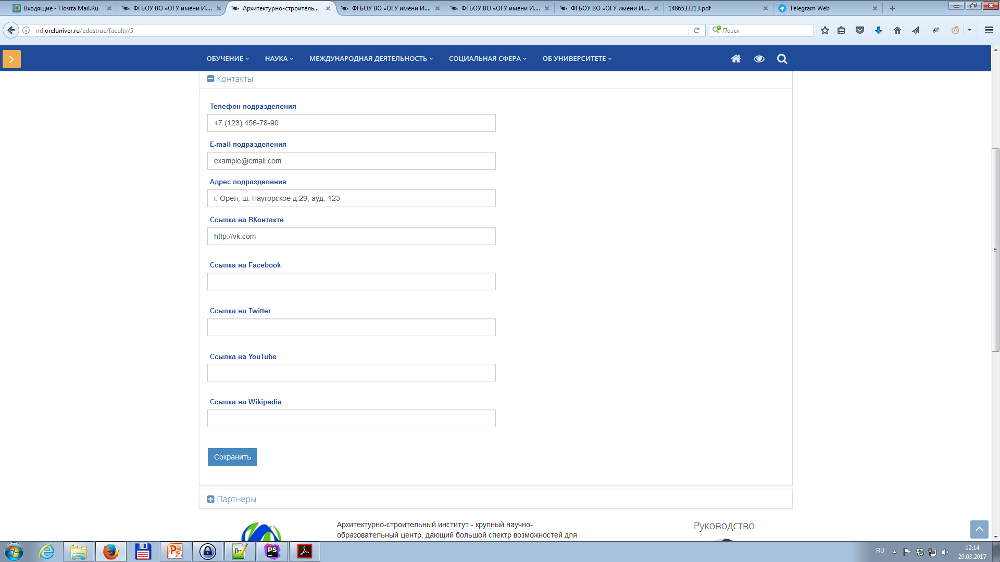 Входящие - Почта Mail.Ru
ФГБОУ ВО «ОГУ имени И....
Архитектурно-строитель...
ФГБОУ ВО «ОГУ имени И....
ФГБОУ ВО «ОГУ имени И....
ФГБОУ ВО «ОГУ имени И....
1486533313.pdf
Telegram Web
nd.oreluniver.ru/edustruc/faculty/5
Поиск
ОБУЧЕНИЕ
НАУКА
МЕЖДУНАРОДНАЯ ДЕЯТЕЛЬНОСТЬ
СОЦИАЛЬНАЯ СФЕРА
ОБ УНИВЕРСИТЕТЕ
Контакты
Телефон подразделения
+7 (123) 456-78-90
E-mail подразделения
example@email.com
Адрес подразделения
г. Орел, ш. Наугорское д.29, ауд. 123
Ссылка на ВКонтакте
http://vk.com
Ссылка на Facebook
Ссылка на Twitter
Ссылка на YouTube
Ссылка на Wikipedia
Сохранить
Партнеры
Архитектурно-строительный институт - крупный научно-
образовательный центр, дающий большой спектр возможностей для
Руководство
PS
RU
12:14
29.03.2017